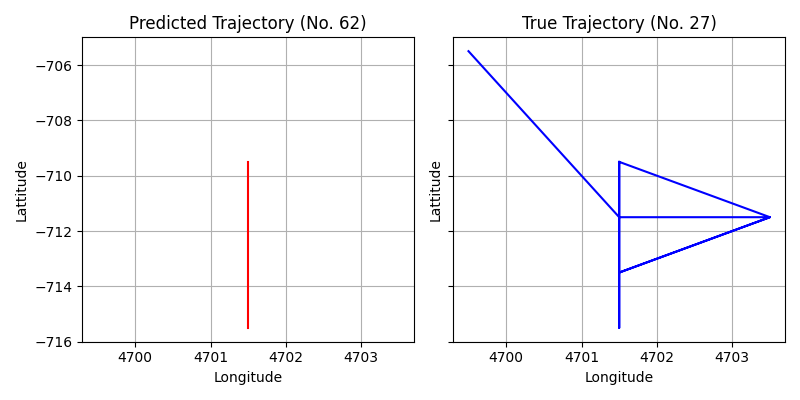 Predicted Trajectory (No. 62)
Lattitude
−706
−708
−710
−712
−714
−716
4700 4701 4702 4703
Longitude
True Trajectory (No. 27)
Lattitude
4700 4701 4702 4703
Longitude